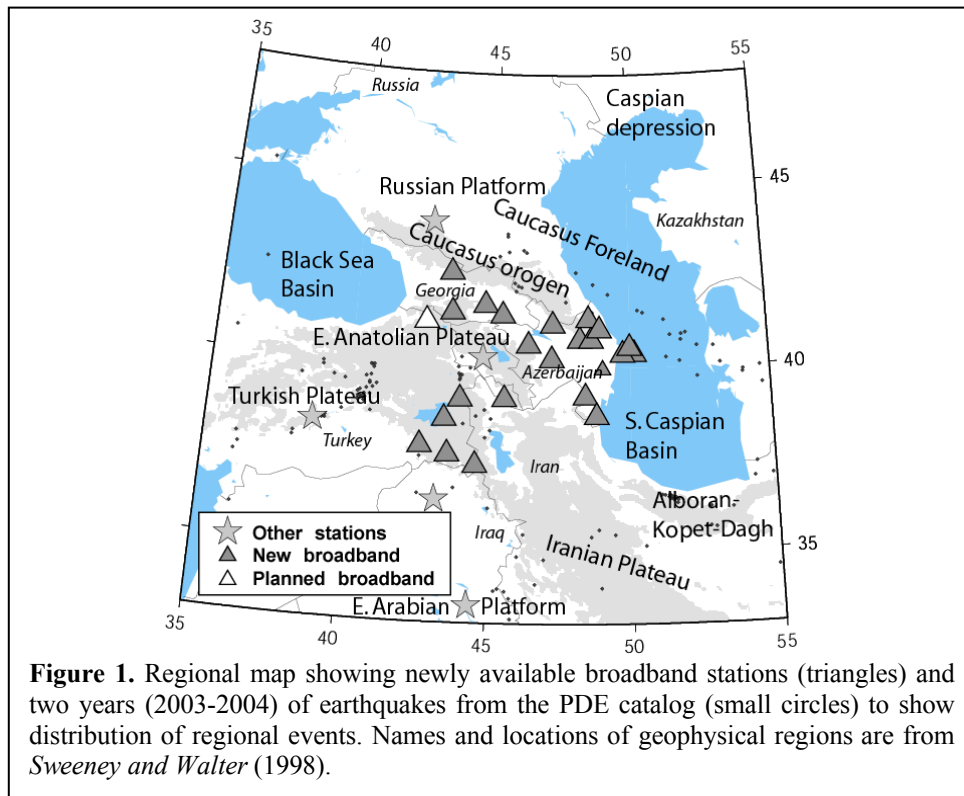 35
40
45
50
55
Russia
Caspian
depression
45
Russian Platform
Kazakhstan
Caucasus Foreland
Caucasus orogen
Black Sea
Basin
Georgia
E. Anatolian Plateau
40
Azerbaijan
Turkish Plateau
Turkey
S. Caspian
Basin
Iran
Alboran-
Kopet-Dagh
Other stations
New broadband
Planned broadband
Iraq
35
Iranian Plateau
E. Arabian Platform
35
40
45
50
55
Figure 1. Regional map showing newly available broadband stations (triangles) and
two years (2003-2004) of earthquakes from the PDE catalog (small circles) to show
distribution of regional events. Names and locations of geophysical regions are from
Sweeney and Walter (1998).